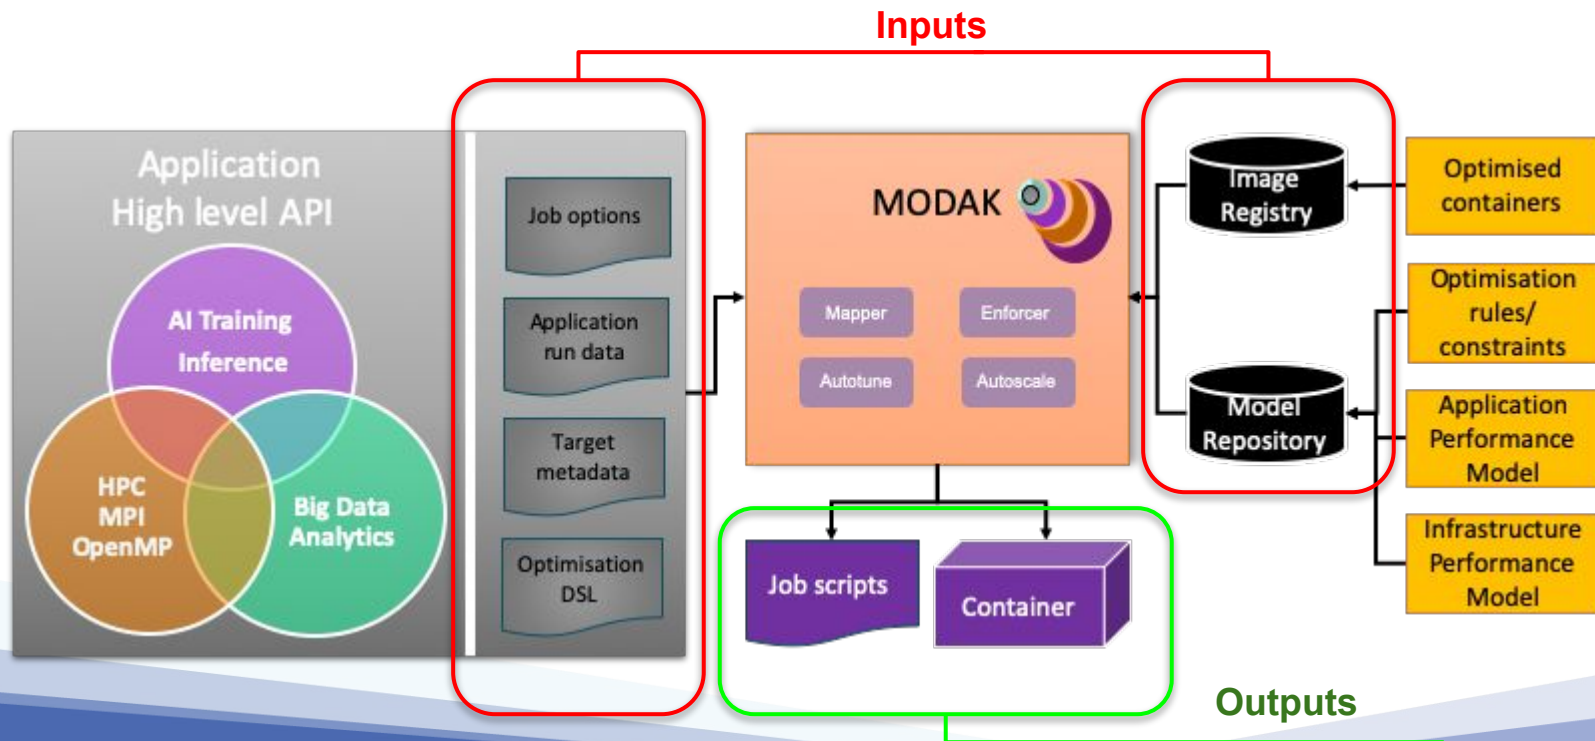 Inputs
Application
High level API
AI Training
Inference
HPC
MPI
OpenMP
Big Data
Analytics
Job options
Application
run data
Target
metadata
Optimisation
DSL
MODAK
Mapper
Enforcer
Autotune
Autoscale
Image
Registry
Model
Repository
Optimised
containers
Optimisation
rules/
constraints
Application
Performance
Model
Infrastructure
Performance
Model
Job scripts
Container
Outputs